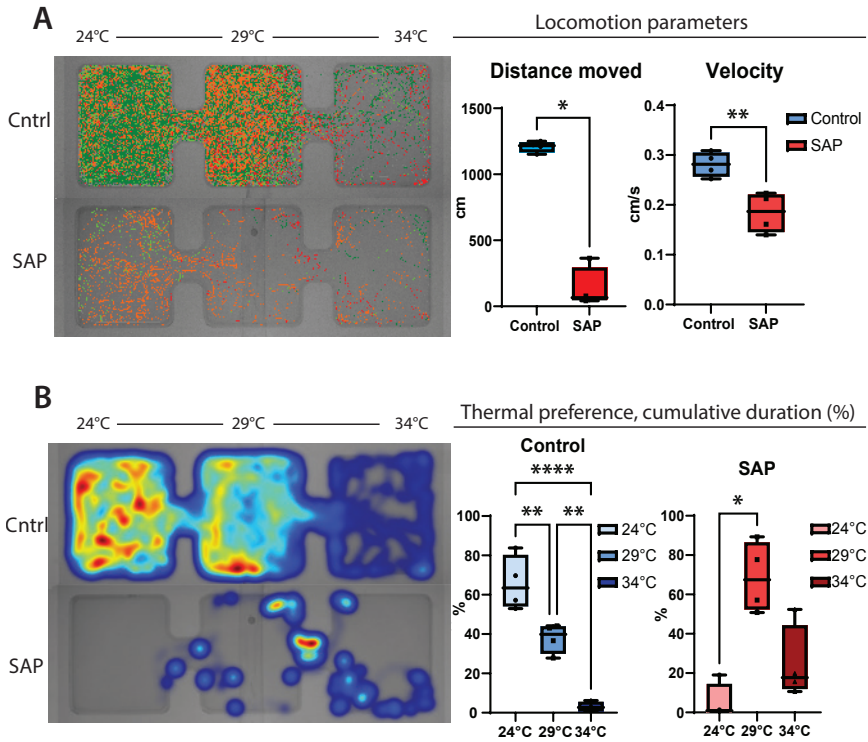 A
24°C 29°C 34°C
Locomotion parameters
Cntrl
SAP
Distance moved
1500
1000
500
0
cm
*
Control SAP
Velocity
0.4
0.3
0.2
0.1
0.0
cm/s
**
Control SAP
Control
SAP
B
24°C 29°C 34°C
Thermal preference, cumulative duration (%)
Cntrl
SAP
Control
100
80
60
40
20
0
%
****
** **
24°C 29°C 34°C
24°C
29°C
34°C
SAP
100
80
60
40
20
0
%
*
24°C 29°C 34°C
24°C
29°C
34°C